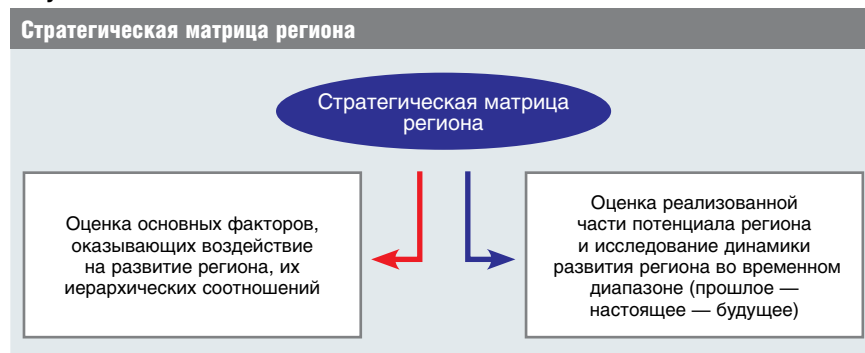 Стратегическая матрица региона
Стратегическая матрица
региона
Оценка основных факторов,
оказывающих воздействие
на развитие региона, их
иерархических соотношений
Оценка реализованной
части потенциала региона
и исследование динамики
развития региона во временном
диапазоне (прошлое —
настоящее — будущее)